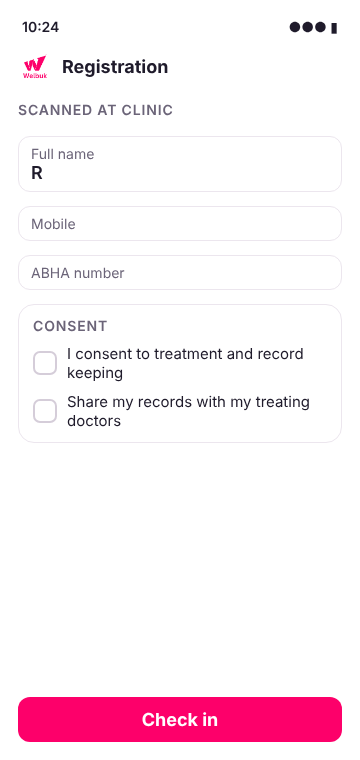 10:24
Welbuk
Registration
SCANNED AT CLINIC
Full name
R
Mobile
ABHA number
CONSENT
I consent to treatment and record
keeping
Share my records with my treating
doctors
Check in